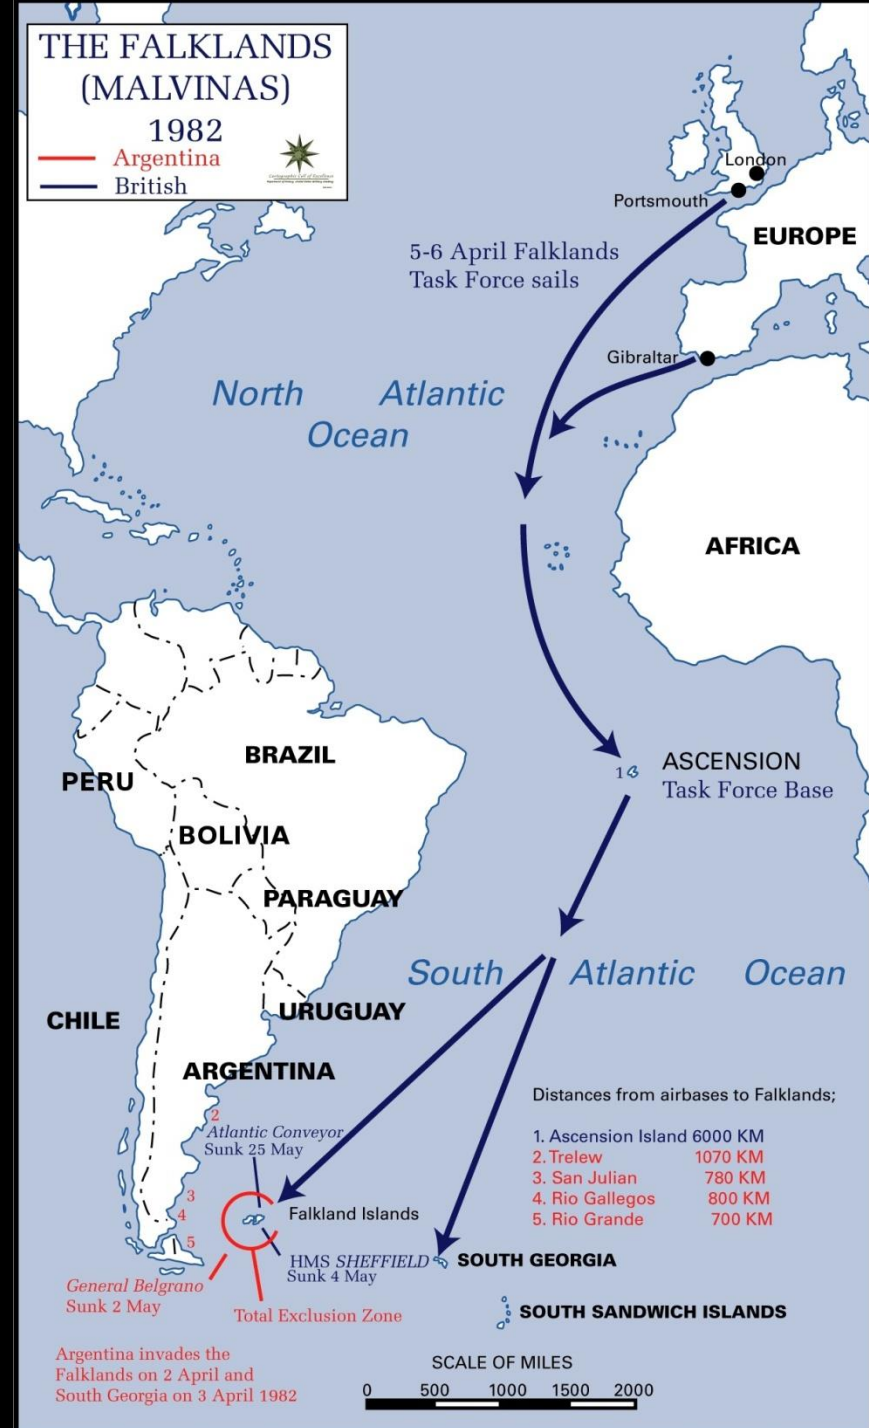 THE FALKLANDS
(MALVINAS)
1982
Argentina
British
London
Portsmouth
EUROPE
5-6 April Falklands
Task Force sails
Gibraltar
North Atlantic
Ocean
AFRICA
BRAZIL
PERU
ASCENSION
1
Task Force Base
BOLIVIA
PARAGUAY
South Atlantic Ocean
CHILE
URUGUAY
ARGENTINA
Distances from airbases to Falklands;
1. Ascension Island 6000 KM
2. Trelew 1070 KM
3. San Julian 780 KM
4. Rio Gallegos 800 KM
5. Rio Grande 700 KM
2
Atlantic Conveyor
Sunk 25 May
3
4
5
Falkland Islands
HMS SHEFFIELD
Sunk 4 May
SOUTH GEORGIA
General Belgrano
Sunk 2 May
Total Exclusion Zone
SOUTH SANDWICH ISLANDS
Argentina invades the
Falklands on 2 April and
South Georgia on 3 April 1982
SCALE OF MILES
0 500 1000 1500 2000